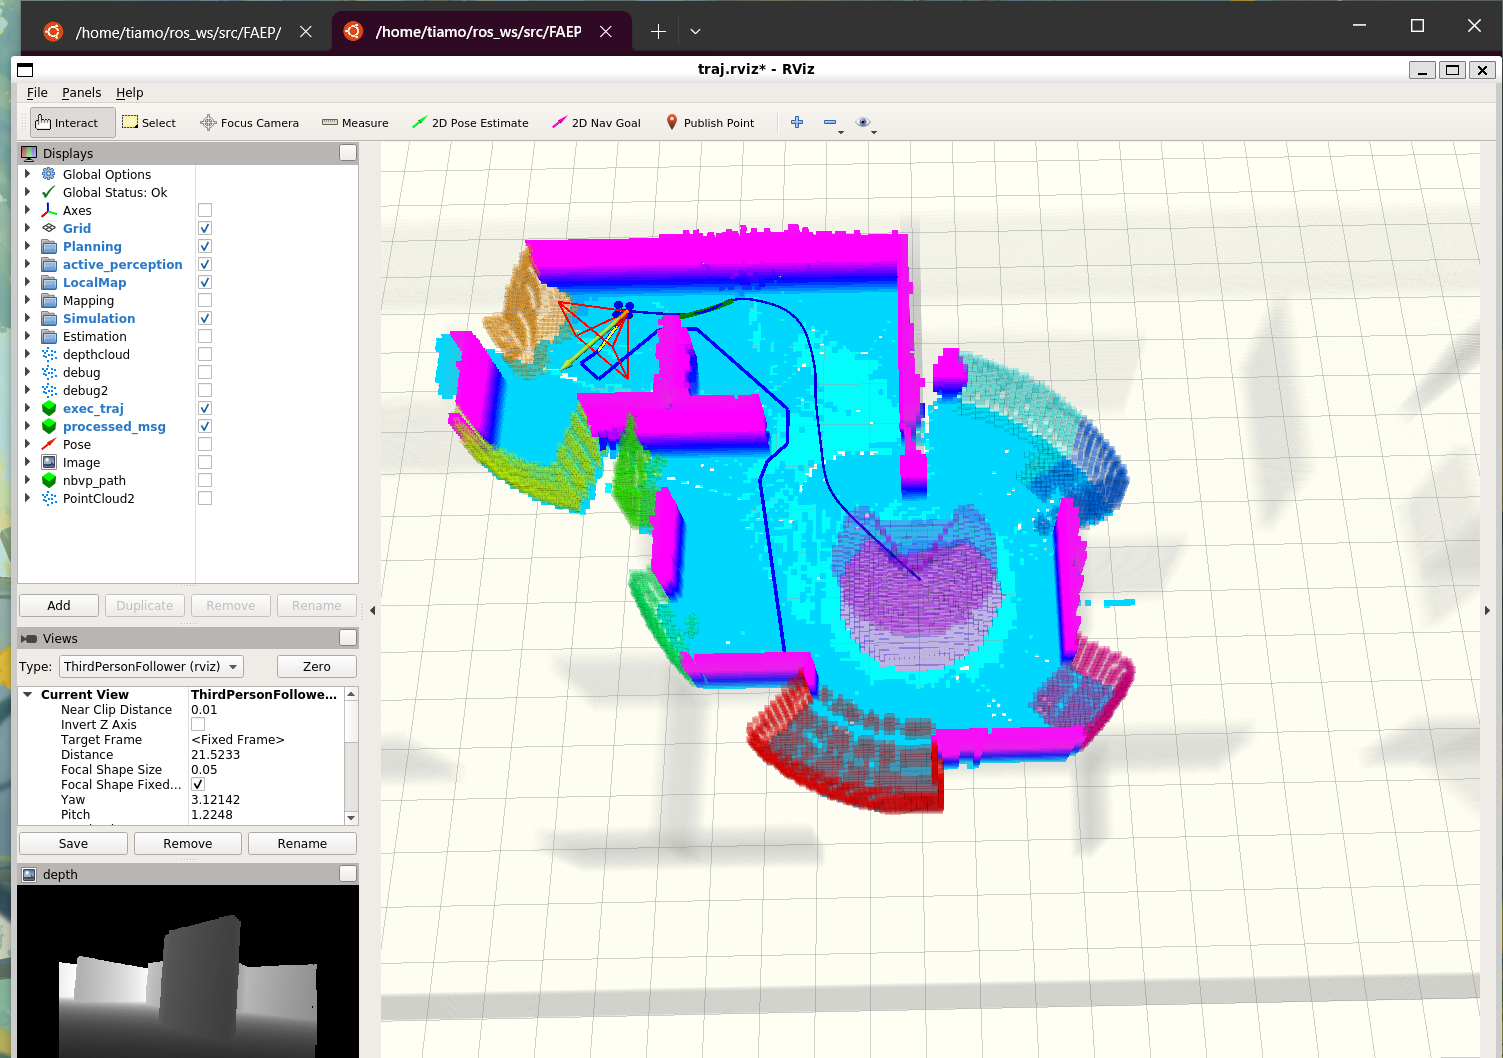 /home/tiamo/ros_ws/src/FAEP/
/home/tiamo/ros_ws/src/FAEP
traj.rviz* - RViz
File Panels Help
Interact Select Focus Camera Measure 2D Pose Estimate 2D Nav Goal Publish Point
Displays
Global Options
Global Status: Ok
Axes
Grid
Planning
active_perception
LocalMap
Mapping
Simulation
Estimation
depthcloud
debug
debug2
exec_traj
processed_msg
Pose
Image
nbvp_path
PointCloud2
Add Duplicate Remove Rename
Views
Type: ThirdPersonFollower (rviz) Zero
Current View ThirdPersonFollowe...
Near Clip Distance 0.01
Invert Z Axis
Target Frame <Fixed Frame>
Distance 21.5233
Focal Shape Size 0.05
Focal Shape Fixed...
Yaw 3.12142
Pitch 1.2248
Save Remove Rename
depth